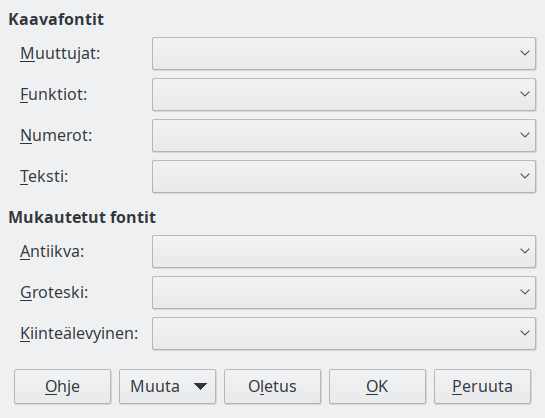 Kaavafontit
Muuttujat:
Funktiot:
Numerot:
Teksti:
Mukautetut fontit
Antiikva:
Groteski:
Kiinteälevyinen:
Ohje Muuta Oletus OK Peruuta